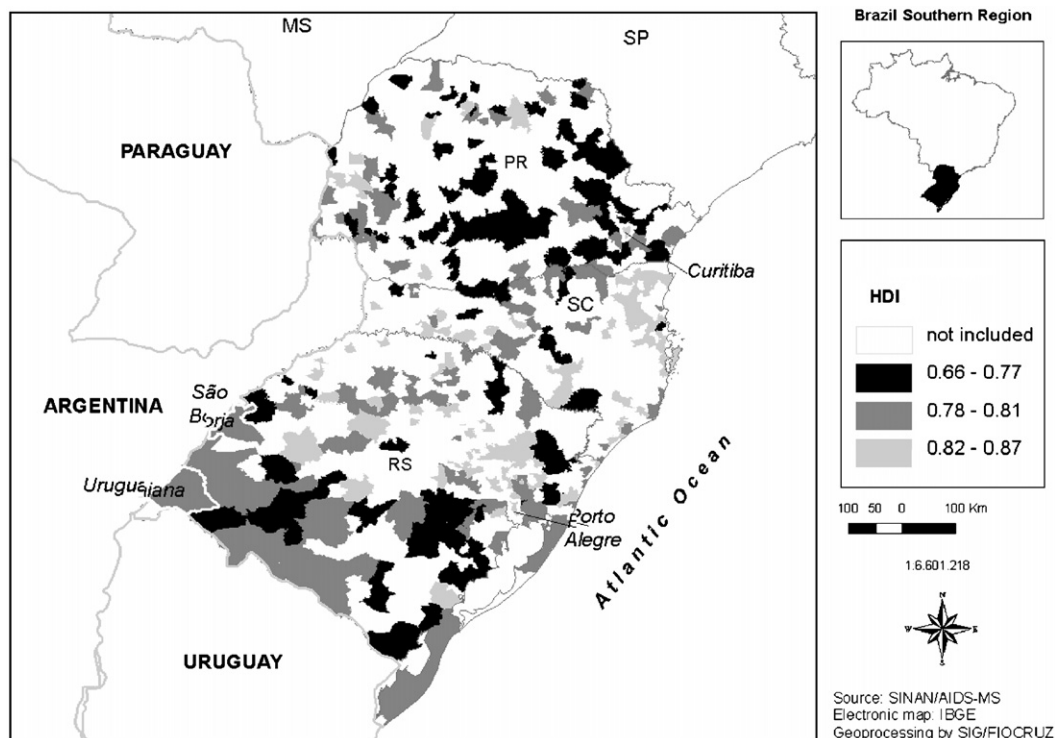 MS
SP
PARAGUAY
PR
Curitiba
SC
ARGENTINA
São
Borja
RS
Uruguaiana
Porto
Alegre
Atlantic Ocean
URUGUAY
Brazil Southern Region
HDI
not included
0.66 - 0.77
0.78 - 0.81
0.82 - 0.87
100 50 0 100 Km
1.6.601.218
N
W E
S
Source: SINAN/AIDS-MS
Electronic map: IBGE
Geoprocessing by SIG/FIOCRUZ